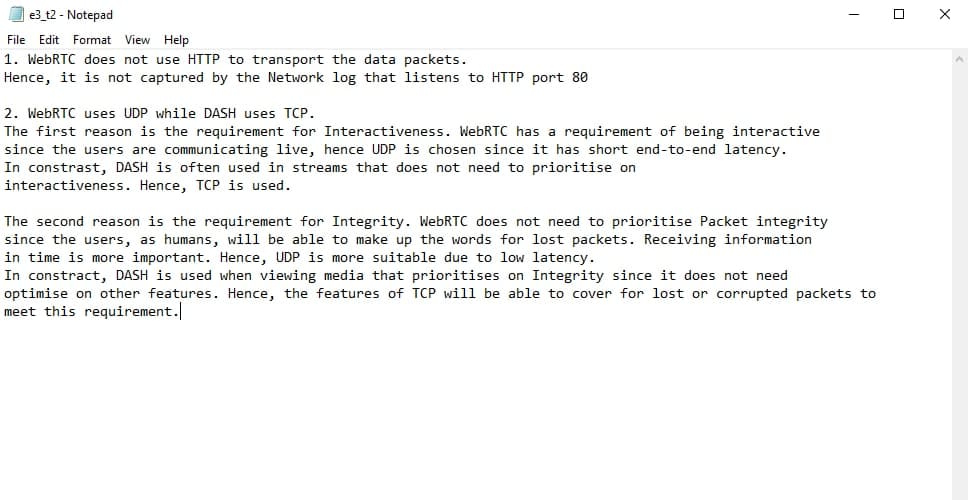 e3_t2 - Notepad
File Edit Format View Help
1. WebRTC does not use HTTP to transport the data packets.
Hence, it is not captured by the Network log that listens to HTTP port 80
2. WebRTC uses UDP while DASH uses TCP.
The first reason is the requirement for Interactiveness. WebRTC has a requirement of being interactive
since the users are communicating live, hence UDP is chosen since it has short end-to-end latency.
In constrast, DASH is often used in streams that does not need to prioritise on
interactiveness. Hence, TCP is used.
The second reason is the requirement for Integrity. WebRTC does not need to prioritise Packet integrity
since the users, as humans, will be able to make up the words for lost packets. Receiving information
in time is more important. Hence, UDP is more suitable due to low latency.
In constract, DASH is used when viewing media that prioritises on Integrity since it does not need
optimise on other features. Hence, the features of TCP will be able to cover for lost or corrupted packets to
meet this requirement.